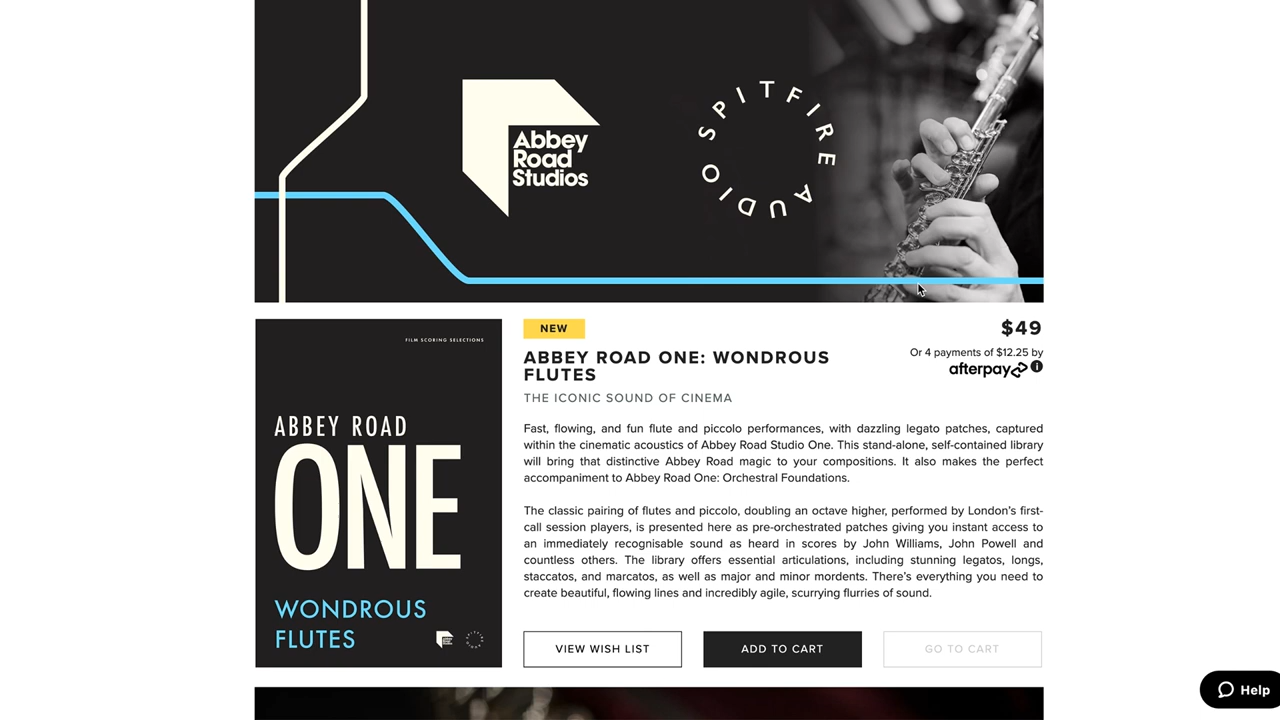 Abbey
Road
Studios
SPITFIRE AUDIO
NEW
$49
ABBEY ROAD ONE: WONDROUS
FLUTES
Or 4 payments of $12.25 by
afterpay
i
THE ICONIC SOUND OF CINEMA
FILM SCORING SELECTIONS
ABBEY ROAD
ONE
WONDROUS
FLUTES
Fast, flowing, and fun flute and piccolo performances, with dazzling legato patches, captured
within the cinematic acoustics of Abbey Road Studio One. This stand-alone, self-contained library
will bring that distinctive Abbey Road magic to your compositions. It also makes the perfect
accompaniment to Abbey Road One: Orchestral Foundations.
The classic pairing of flutes and piccolo, doubling an octave higher, performed by London's first-
call session players, is presented here as pre-orchestrated patches giving you instant access to
an immediately recognisable sound as heard in scores by John Williams, John Powell and
countless others. The library offers essential articulations, including stunning legatos, longs,
staccatos, and marcatos, as well as major and minor mordents. There's everything you need to
create beautiful, flowing lines and incredibly agile, scurrying flurries of sound.
VIEW WISH LIST
ADD TO CART
GO TO CART
Help